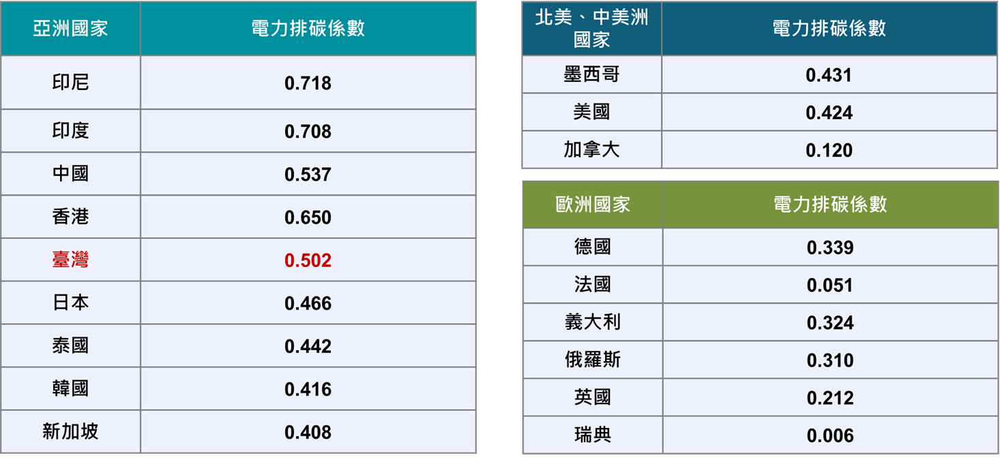 亞洲國家 電力排碳係數
印尼 0.718
印度 0.708
中國 0.537
香港 0.650
臺灣 0.502
日本 0.466
泰國 0.442
韓國 0.416
新加坡 0.408
北美、中美洲
國家 電力排碳係數
墨西哥 0.431
美國 0.424
加拿大 0.120
歐洲國家 電力排碳係數
德國 0.339
法國 0.051
義大利 0.324
俄羅斯 0.310
英國 0.212
瑞典 0.006